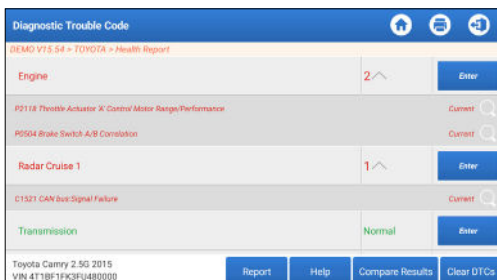 Diagnostic Trouble Code
DEMO V15.54 > TOYOTA > Health Report
Engine 2 Enter
P2118 Throttle Actuator 'A' Control Motor Range/Performance Current
P0504 Brake Switch A/B Correlation Current
Radar Cruise 1 1 Enter
C1521 CAN bus:Signal Failure Current
Transmission Normal Enter
Toyota Camry 2.5G 2015
VIN 4T1BF1FK3FU480000
Report Help Compare Results Clear DTCs